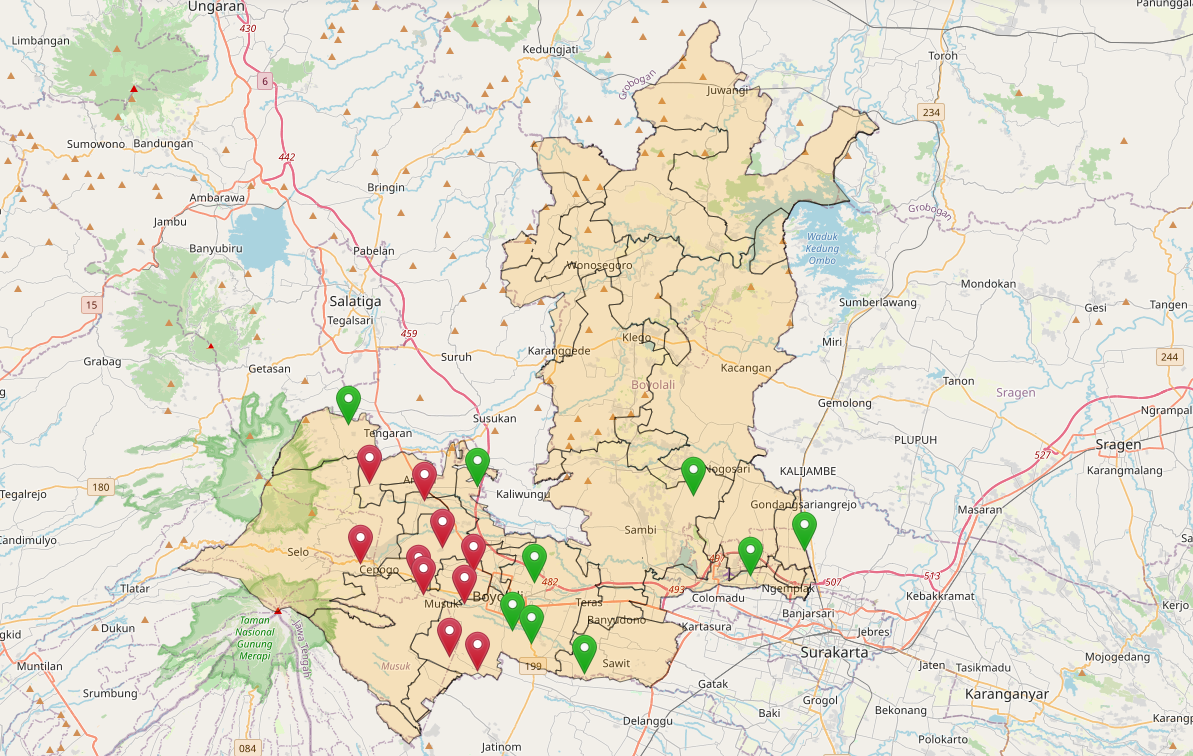 Ungaran
Panunggal
430
Limbangan
Kedungjati
Toroh
6
Grobogan
Juwangi
234
Sumowono
Bandungan
442
Bringin
Ambarawa
Jambu
Grobogan
Banyubiru
Pabelan
Waduk
Kedung
Ombo
Wonosegoro
Mondokan
15
Salatiga
Sumberlawang
Gesi
Tangen
Tegalsari
459
Klego
Miri
Karanggede
Suruh
244
Grabag
Getasan
Kacangan
Boyolali
Tanon
Sragen
Gemolong
Ngrampal
Susukan
Tengaran
PLUPUH
Sragen
527
Nogosari
KALIJAMBE
Karangmalang
180
Tegalrejo
Kaliwungu
Gondangsariangrejo
Masaran
Sambi
Candimulyo
Selo
Cepogo
482
493
507
513
Tlatar
Ngemplak
Colomadu
Kebakkramat
Musuk
Teras
Kerjo
Banjarsari
Taman
Nasional
Gunung
Merapi
Jawa Tengah
Dukun
Banyudono
Kartasura
Jebres
Surakarta
Mojogedang
Muntilan
Musuk
199
Sawit
Jaten
Tasikmadu
Srumbung
Gatak
Grogol
Karanganyar
Baki
Bekonang
Delanggu
084
Jatinom
Polokarto